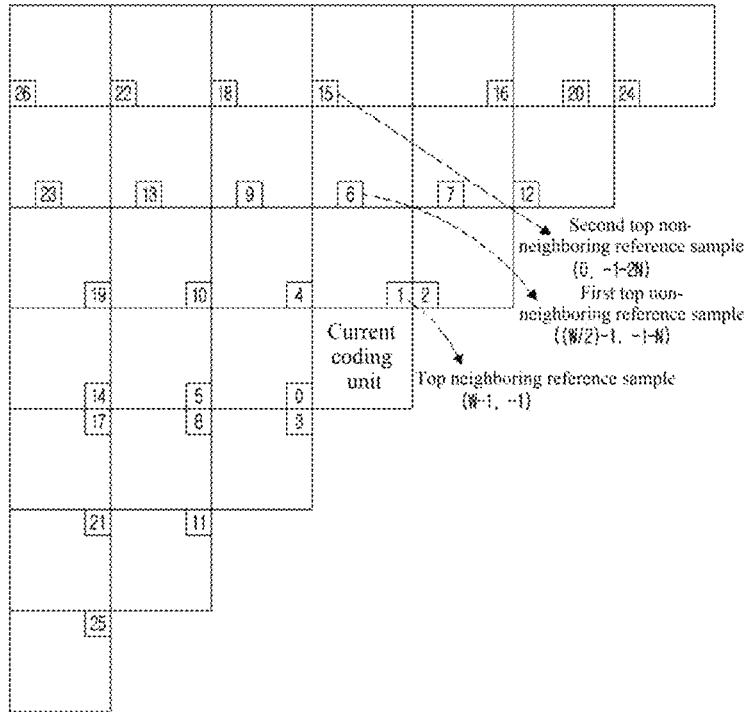 26 22 18 15 16 20 24
23 13 9 6 7 12
Second top non-
neighboring reference sample
(0, -1-2N)
19 10 4 1 2
First top non-
neighboring reference sample
((W/2)-1, -1-N)
Current
coding
unit
Top neighboring reference sample
(W-1, -1)
14 5 0
17 8 3
21 11
25